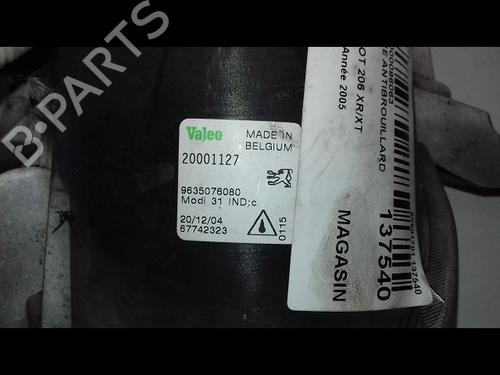 B-PARTS
Valeo
MADE IN
BELGIUM
20001127
9635076080
Modi 31 IND;c.
20/12/04
67742323
0115
OT 206 XR/XT
Année 2005
E ANTIBROUILLARD
MAGASIN
137540
137540